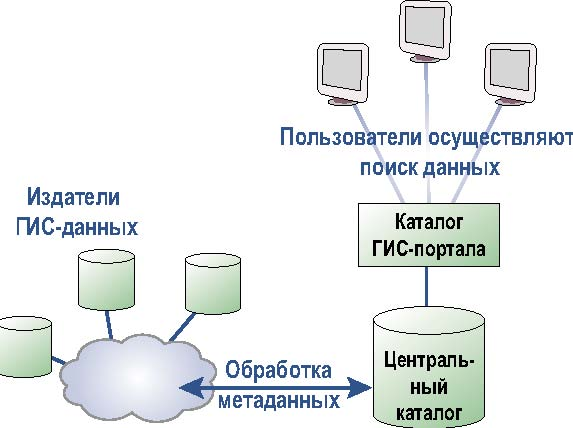 Пользователи осуществляют
поиск данных
Издатели
ГИС-данных
Каталог
ГИС-портала
Обработка
метаданных
Централь-
ный
каталог